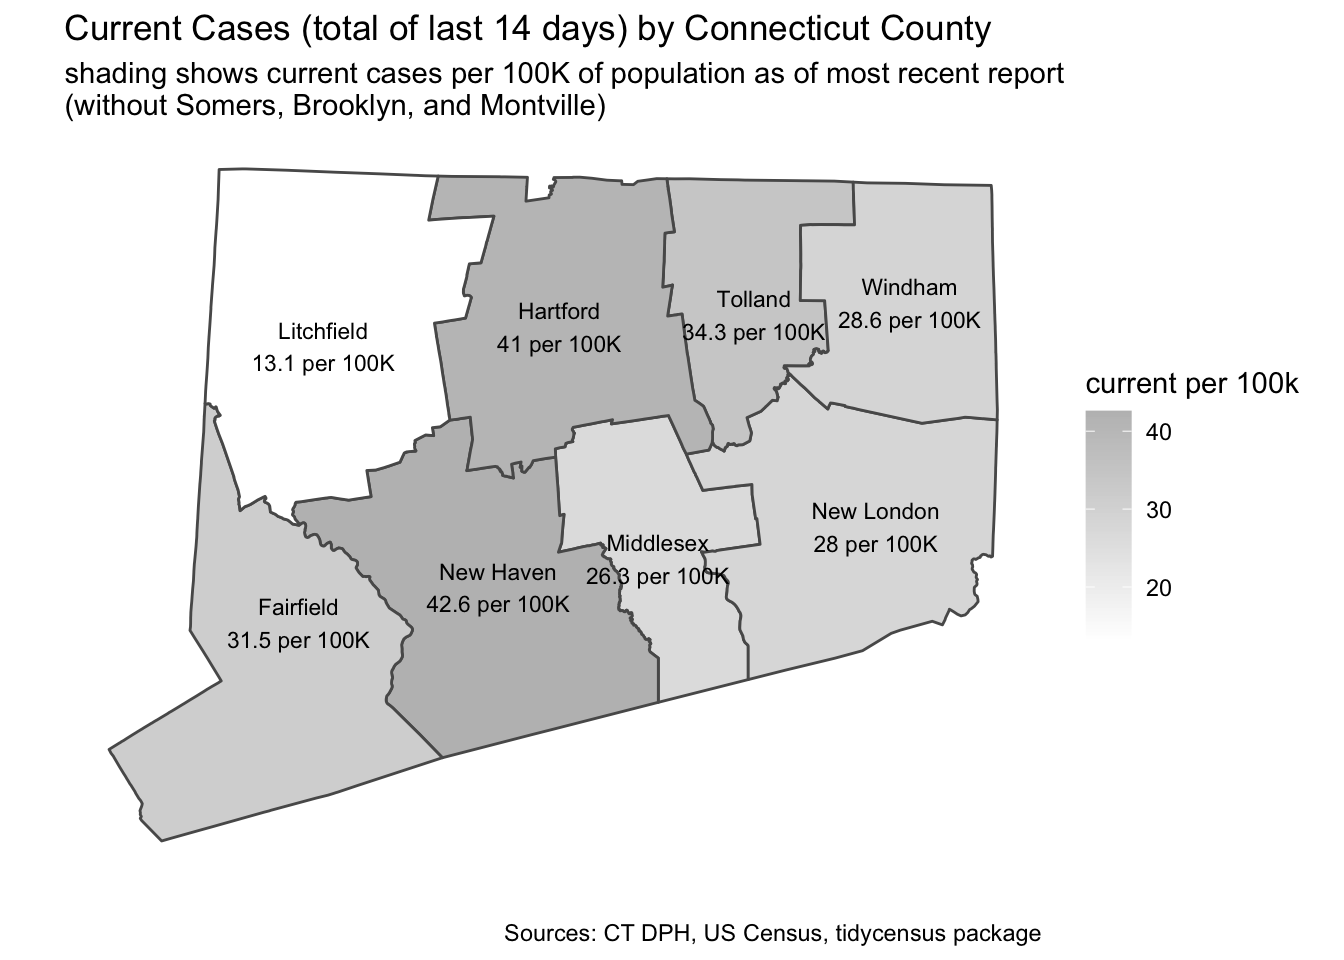 Current Cases (total of last 14 days) by Connecticut County
shading shows current cases per 100K of population as of most recent report
(without Somers, Brooklyn, and Montville)
Litchfield
13.1 per 100K
Hartford
41 per 100K
Tolland
34.3 per 100K
Windham
28.6 per 100K
New London
28 per 100K
Middlesex
26.3 per 100K
New Haven
42.6 per 100K
Fairfield
31.5 per 100K
current per 100k
40
30
20
Sources: CT DPH, US Census, tidycensus package